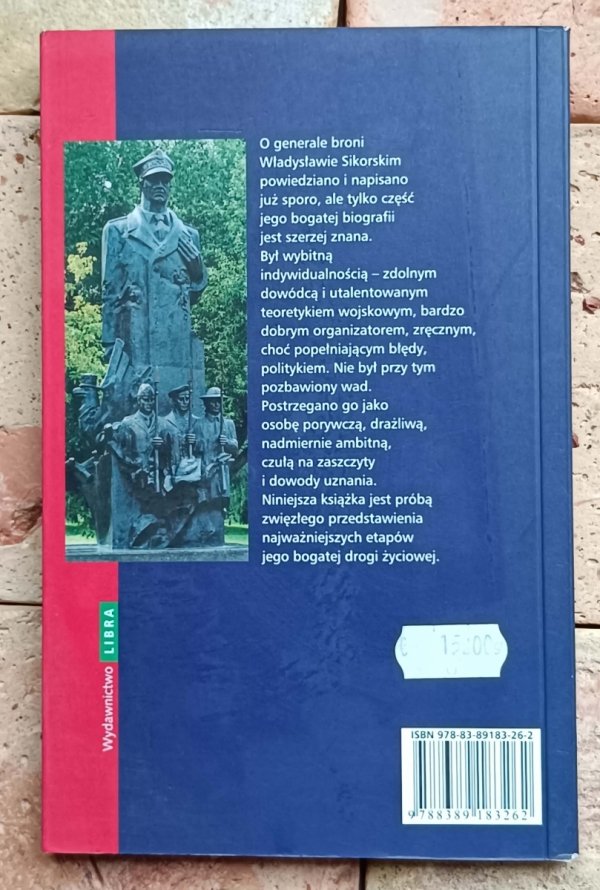 O generale broni
Władysławie Sikorskim
powiedziano i napisano
już sporo, ale tylko część
jego bogatej biografii
jest szerzej znana.
Był wybitną
indywidualnością – zdolnym
dowódcą i utalentowanym
teoretykiem wojskowym, bardzo
dobrym organizatorem, zręcznym,
choć popełniającym błędy,
politykiem. Nie był przy tym
pozbawiony wad.
Postrzegano go jako
osobę porywczą, drażliwą,
nadmiernie ambitną,
czułą na zaszczyty
i dowody uznania.
Niniejsza książka jest próbą
zwięzłego przedstawienia
najważniejszych etapów
jego bogatej drogi życiowej.
Wydawnictwo LIBRA
ISBN 978-83-89183-26-2
9 788389 183262